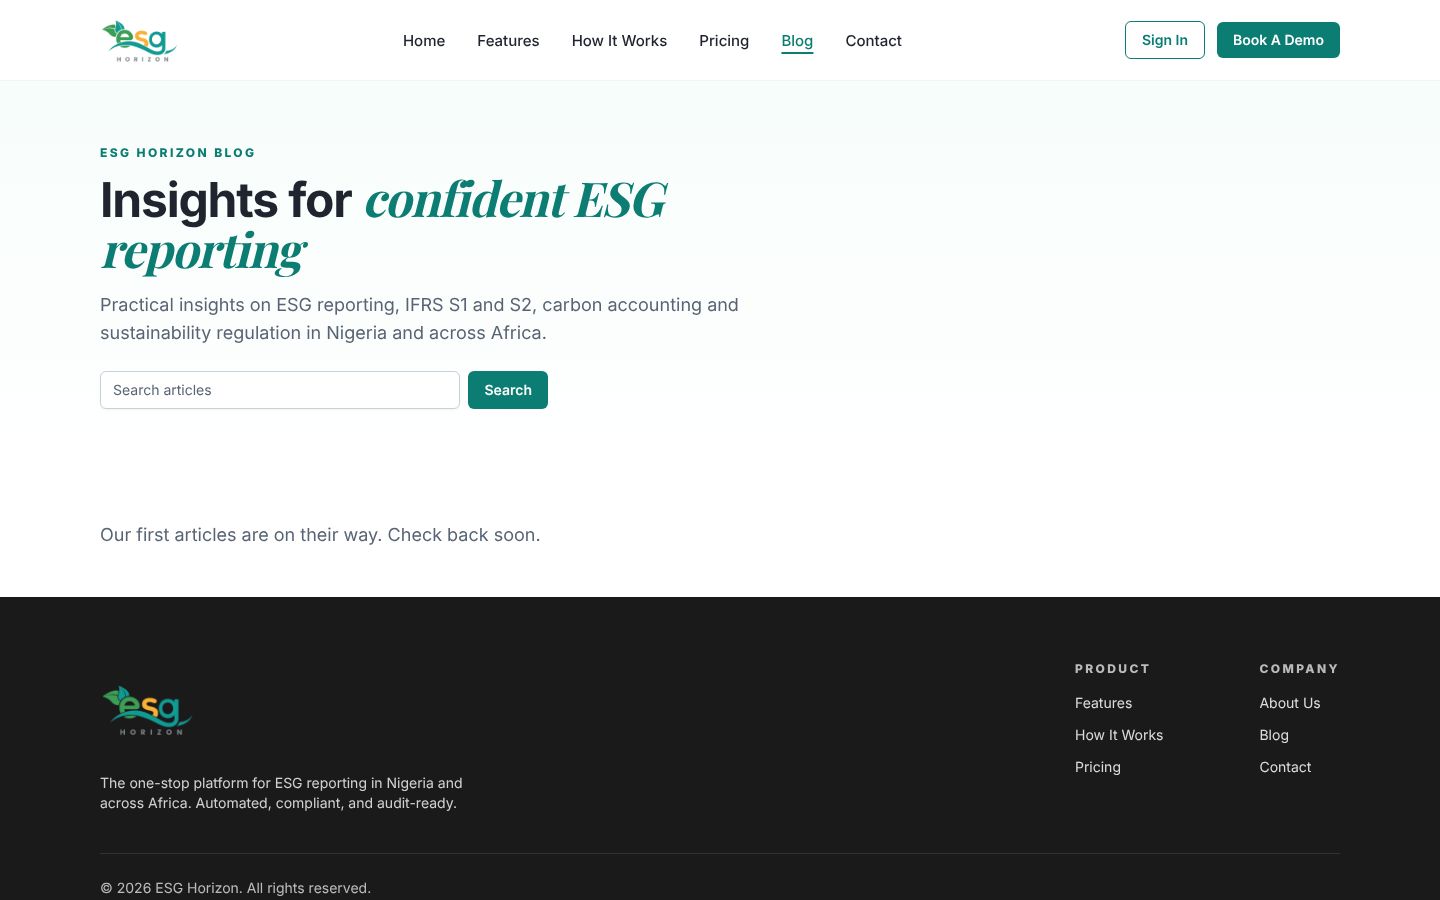 esg
HORIZON
Home
Features
How It Works
Pricing
Blog
Contact
Sign In
Book A Demo
ESG HORIZON BLOG
Insights for confident ESG
reporting
Practical insights on ESG reporting, IFRS S1 and S2, carbon accounting and
sustainability regulation in Nigeria and across Africa.
Search articles
Search
Our first articles are on their way. Check back soon.
esg
HORIZON
The one-stop platform for ESG reporting in Nigeria and
across Africa. Automated, compliant, and audit-ready.
PRODUCT
Features
How It Works
Pricing
COMPANY
About Us
Blog
Contact
© 2026 ESG Horizon. All rights reserved.